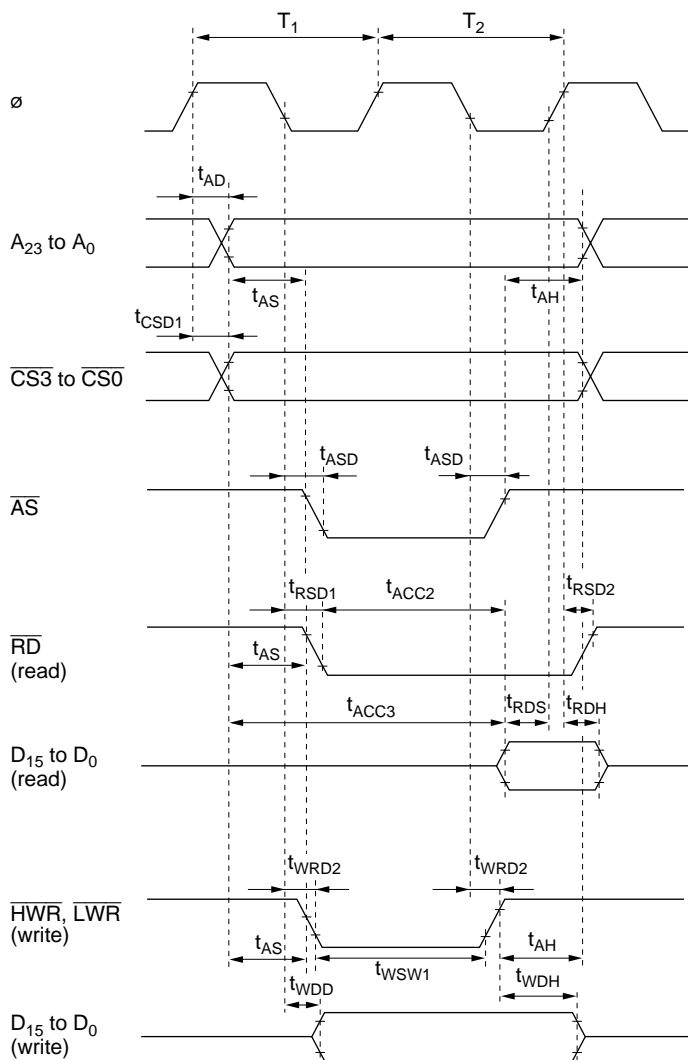 T1 T2
ø
tAD
A23 to A0
tAS tAH
tCSD1
CS3 to CS0
tASD tASD
AS
tRSD1 tACC2 tRSD2
RD
(read)
tAS
tACC3 tRDS tRDH
D15 to D0
(read)
tWRD2 tWRD2
HWR, LWR
(write)
tAS tWSW1 tAH
tWDD tWDH
D15 to D0
(write)